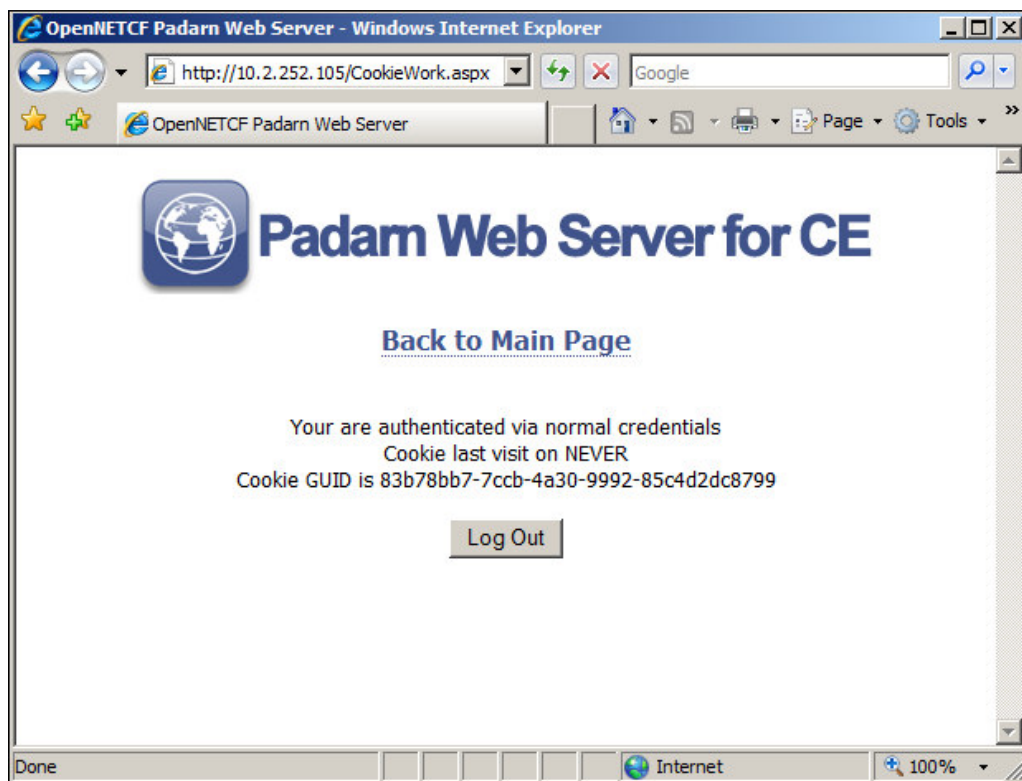 OpenNETCF Padarn Web Server - Windows Internet Explorer
http://10.2.252.105/CookieWork.aspx Google
OpenNETCF Padarn Web Server Page Tools »
Padarn Web Server for CE
Back to Main Page
Your are authenticated via normal credentials
Cookie last visit on NEVER
Cookie GUID is 83b78bb7-7ccb-4a30-9992-85c4d2dc8799
Log Out
Done Internet 100%